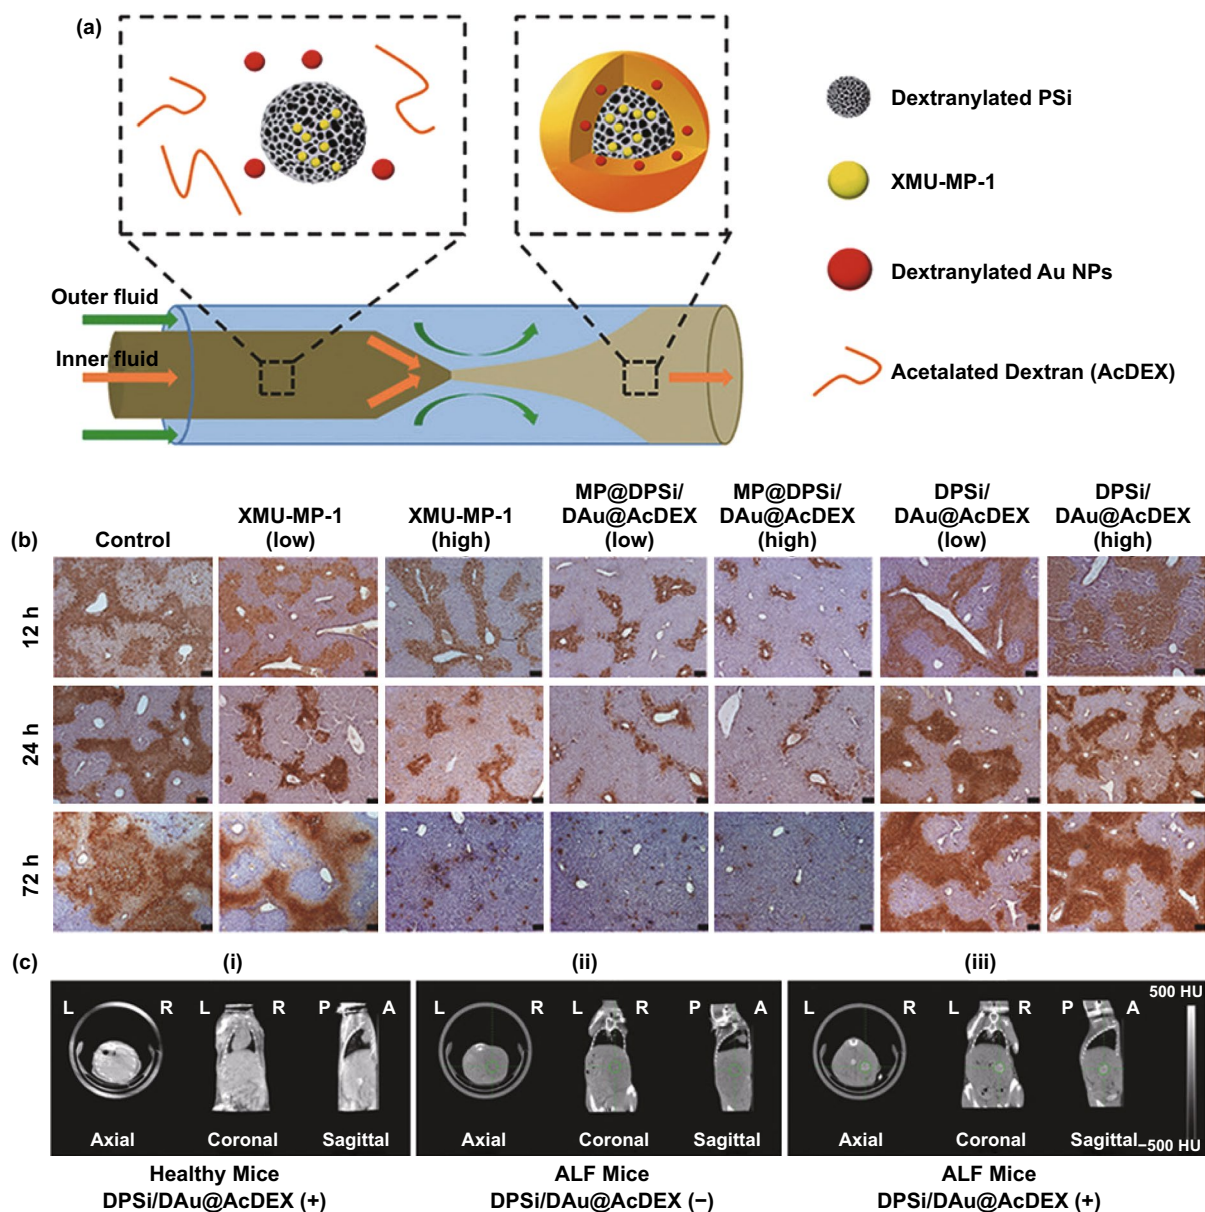 (a)
Dextranylated PSi
XMU-MP-1
Dextranylated Au NPs
Acetalated Dextran (AcDEX)
Outer fluid
Inner fluid
(b)
Control
XMU-MP-1
(low)
XMU-MP-1
(high)
MP@DPSi/
DAu@AcDEX
(low)
MP@DPSi/
DAu@AcDEX
(high)
DPSi/
DAu@AcDEX
(low)
DPSi/
DAu@AcDEX
(high)
12 h
24 h
72 h
(c)
(i)
(ii)
(iii)
L R L R P A
L R L R P A
L R L R P A
500 HU
−500 HU
Axial Coronal Sagittal
Axial Coronal Sagittal
Axial Coronal Sagittal
Healthy Mice
DPSi/DAu@AcDEX (+)
ALF Mice
DPSi/DAu@AcDEX (−)
ALF Mice
DPSi/DAu@AcDEX (+)